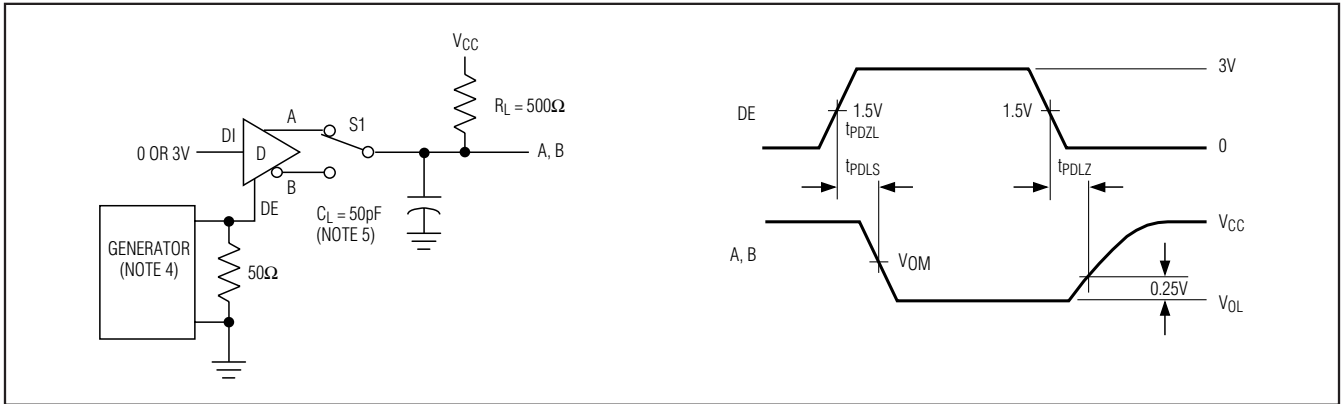 VCC
RL = 500Ω
A
S1
DI
0 OR 3V
D
A, B
B
DE
CL = 50pF
(NOTE 5)
GENERATOR
(NOTE 4)
50Ω
3V
DE
1.5V
1.5V
tPDZL
0
tPDLS
tPDLZ
VCC
A, B
VOM
0.25V
VOL